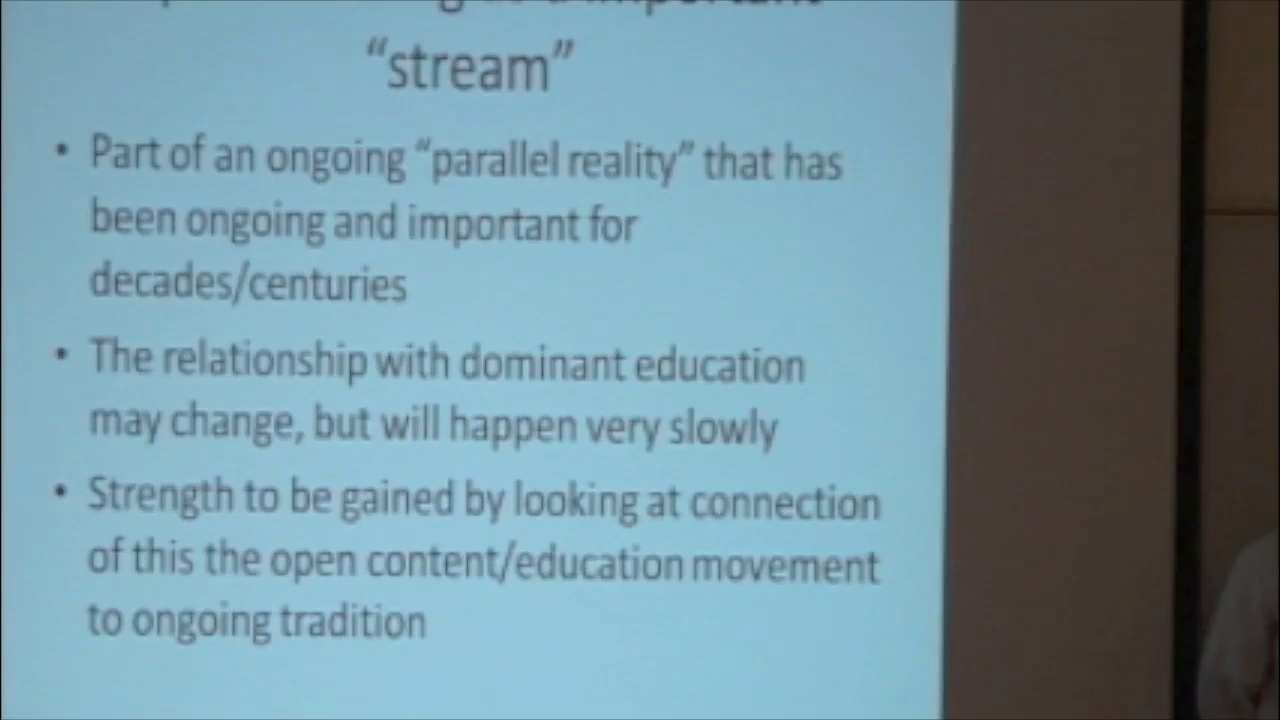 important
“stream”
• Part of an ongoing “parallel reality” that has
been ongoing and important for
decades/centuries
• The relationship with dominant education
may change, but will happen very slowly
• Strength to be gained by looking at connection
of this the open content/education movement
to ongoing tradition